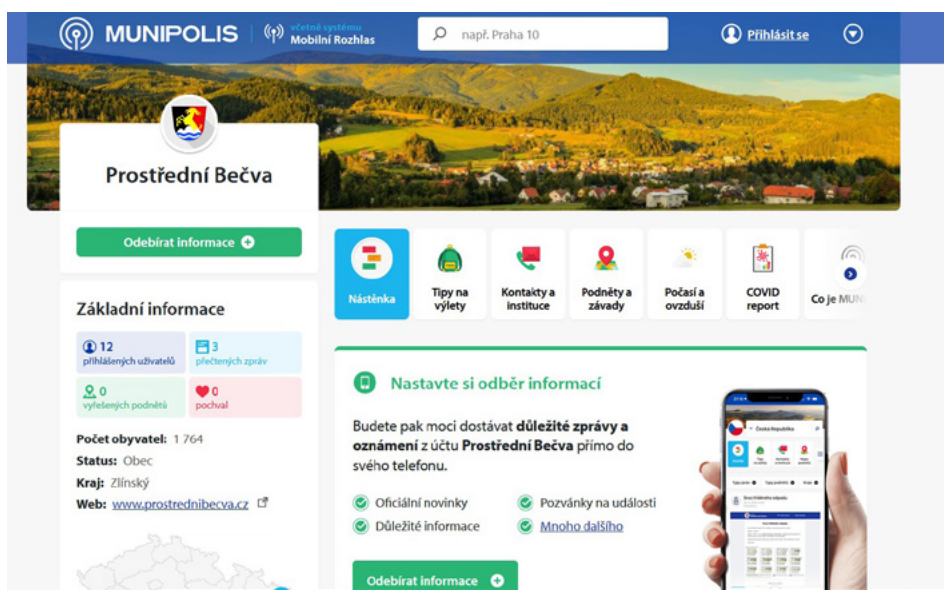 MUNIPOLIS
včetně systému
Mobilní Rozhlas
např. Praha 10
Přihlásit se
Prostřední Bečva
Odebírat informace
Základní informace
12
přihlášených uživatelů
3
přečtených zpráv
0
vyřešených podnětů
0
pochval
Počet obyvatel: 1 764
Status: Obec
Kraj: Zlínský
Web: www.prostrednibecva.cz
Nástěnka
Tipy na
výlety
Kontakty a
instituce
Podněty a
závady
Počasí a
ovzduší
COVID
report
Co je MUN
Nastavte si odběr informací
Budete pak moci dostávat důležité zprávy a
oznámení z účtu Prostřední Bečva přímo do
svého telefonu.
Oficiální novinky
Pozvánky na události
Důležité informace
Mnoho dalšího
Odebírat informace
Česká Republika